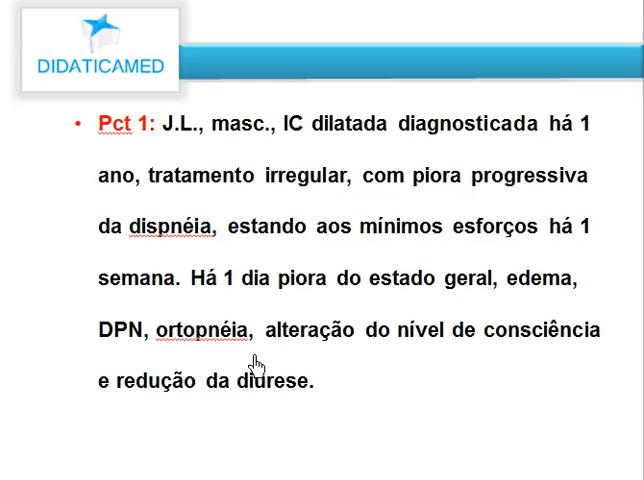 DIDATICAMED
• Pct 1: J.L., masc., IC dilatada diagnosticada há 1
ano, tratamento irregular, com piora progressiva
da dispnéia, estando aos mínimos esforços há 1
semana. Há 1 dia piora do estado geral, edema,
DPN, ortopnéia, alteração do nível de consciência
e redução da diurese.